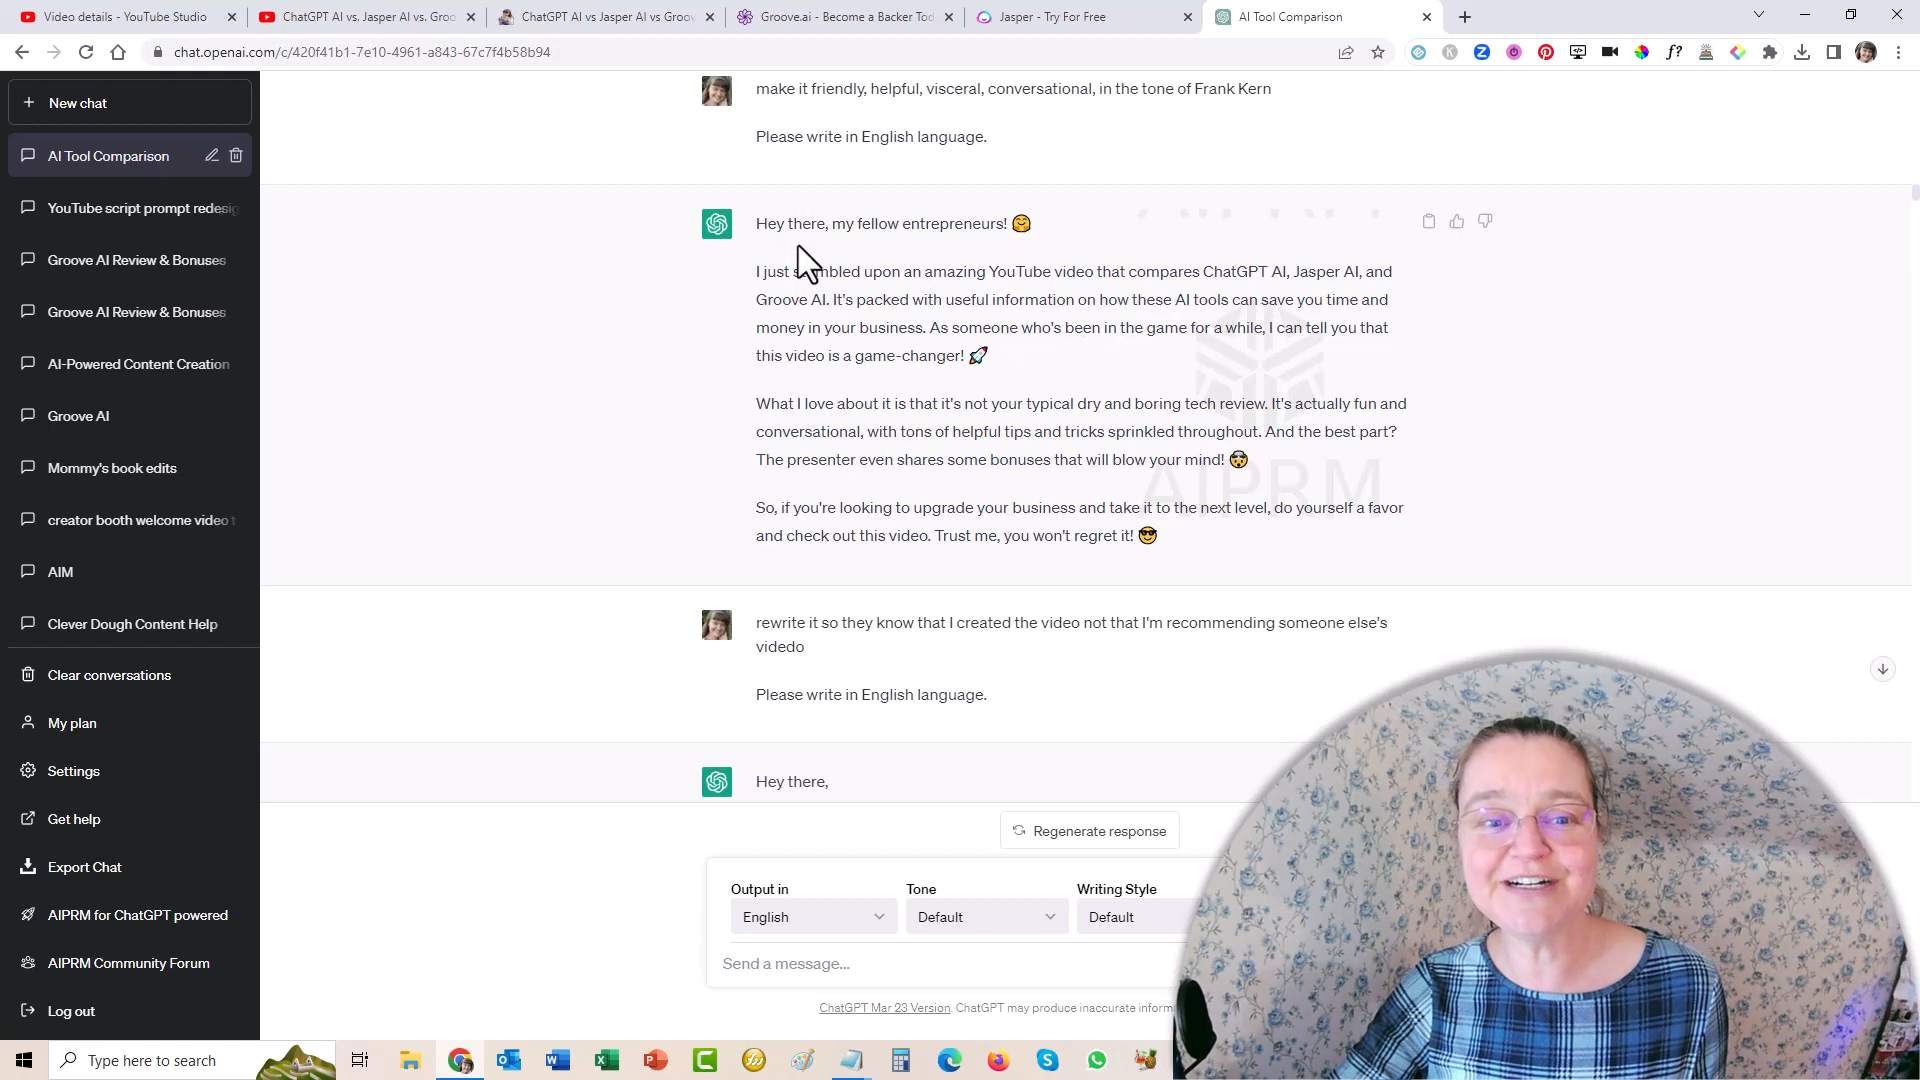 Video details - YouTube Studio
ChatGPT AI vs. Jasper AI vs. Groo
ChatGPT AI vs Jasper AI vs Groov
Groove.ai - Become a Backer Tod
Jasper - Try For Free
AI Tool Comparison
chat.openai.com/c/420f41b1-7e10-4961-a843-67c7f4b58b94
New chat
AI Tool Comparison
YouTube script prompt redesig
Groove AI Review & Bonuses
Groove AI Review & Bonuses
AI-Powered Content Creation
Groove AI
Mommy's book edits
creator booth welcome video t
AIM
Clever Dough Content Help
Clear conversations
My plan
Settings
Get help
Export Chat
AIPRM for ChatGPT powered
AIPRM Community Forum
Log out
make it friendly, helpful, visceral, conversational, in the tone of Frank Kern
Please write in English language.
Hey there, my fellow entrepreneurs! 🤗
I just s mbled upon an amazing YouTube video that compares ChatGPT AI, Jasper AI, and
Groove AI. It's packed with useful information on how these AI tools can save you time and
money in your business. As someone who's been in the game for a while, I can tell you that
this video is a game-changer! 🚀
What I love about it is that it's not your typical dry and boring tech review. It's actually fun and
conversational, with tons of helpful tips and tricks sprinkled throughout. And the best part?
The presenter even shares some bonuses that will blow your mind! 🤯
So, if you're looking to upgrade your business and take it to the next level, do yourself a favor
and check out this video. Trust me, you won't regret it! 😎
AIPRM
rewrite it so they know that I created the video not that I'm recommending someone else's
videdo
Please write in English language.
Hey there,
Regenerate response
Output in
Tone
Writing Style
English
Default
Default
Send a message...
ChatGPT Mar 23 Version. ChatGPT may produce inaccurate inform
Type here to search